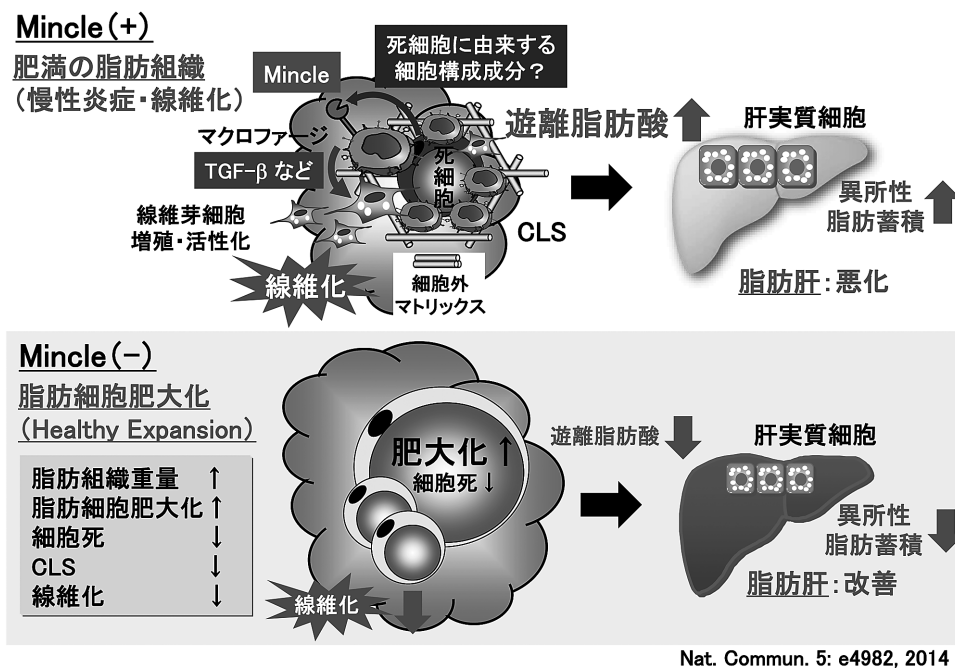 Mincle(+)
肥満の脂肪組織
(慢性炎症・線維化)
Mincle
死細胞に由来する
細胞構成成分?
マクロファージ
TGF-β など
死細胞
線維芽細胞
増殖・活性化
線維化
細胞外
マトリックス
CLS
遊離脂肪酸
肝実質細胞
異所性
脂肪蓄積
脂肪肝:悪化
Mincle(−)
脂肪細胞肥大化
(Healthy Expansion)
脂肪組織重量 ↑
脂肪細胞肥大化 ↑
細胞死 ↓
CLS ↓
線維化 ↓
肥大化 ↑
細胞死 ↓
線維化
遊離脂肪酸
肝実質細胞
異所性
脂肪蓄積
脂肪肝:改善
Nat. Commun. 5: e4982, 2014